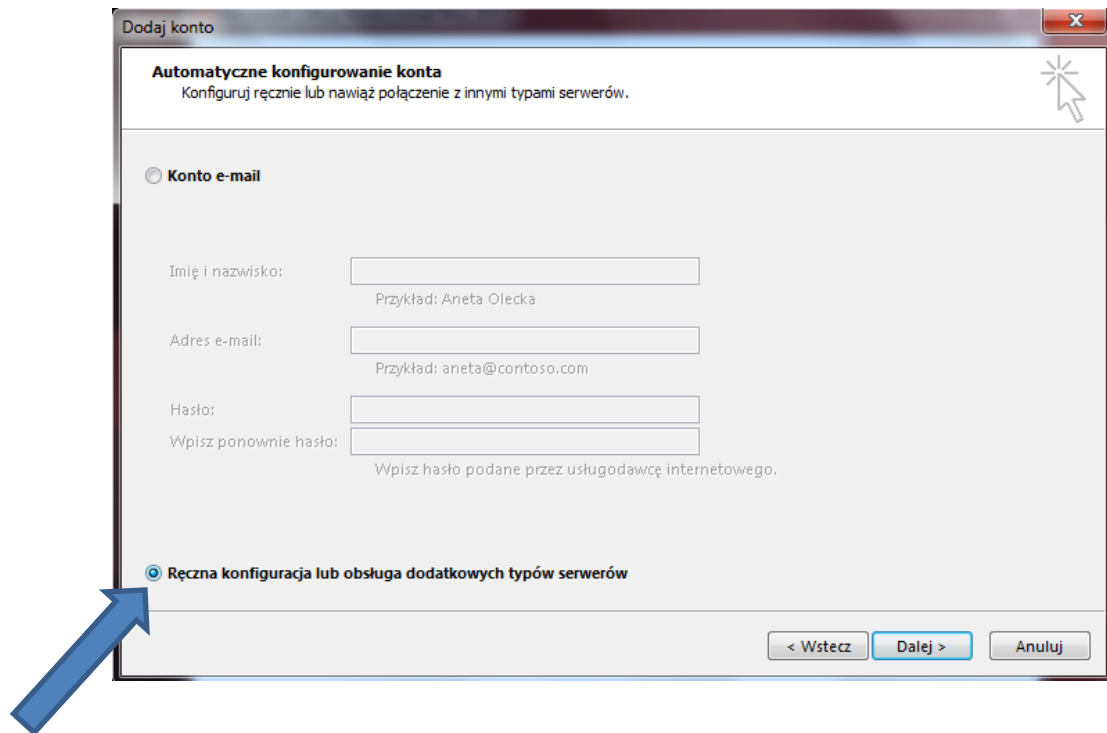 Dodaj konto
Automatyczne konfigurowanie konta
Konfiguruj ręcznie lub nawiąż połączenie z innymi typami serwerów.
Konto e-mail
Imię i nazwisko:
Przykład: Aneta Olecka
Adres e-mail:
Przykład: aneta@contoso.com
Hasło:
Wpisz ponownie hasło:
Wpisz hasło podane przez usługodawcę internetowego.
Ręczna konfiguracja lub obsługa dodatkowych typów serwerów
< Wstecz Dalej > Anuluj